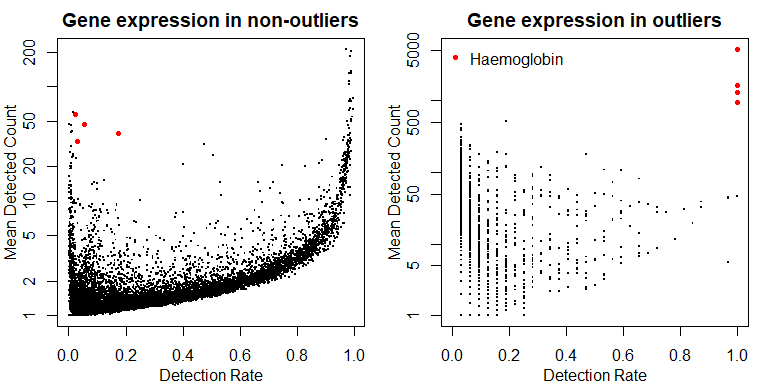 Gene expression in non-outliers
Mean Detected Count
200
50
20
10
5
2
1
0.0 0.2 0.4 0.6 0.8 1.0
Detection Rate
Gene expression in outliers
Haemoglobin
Mean Detected Count
5000
500
50
5
1
0.0 0.2 0.4 0.6 0.8 1.0
Detection Rate